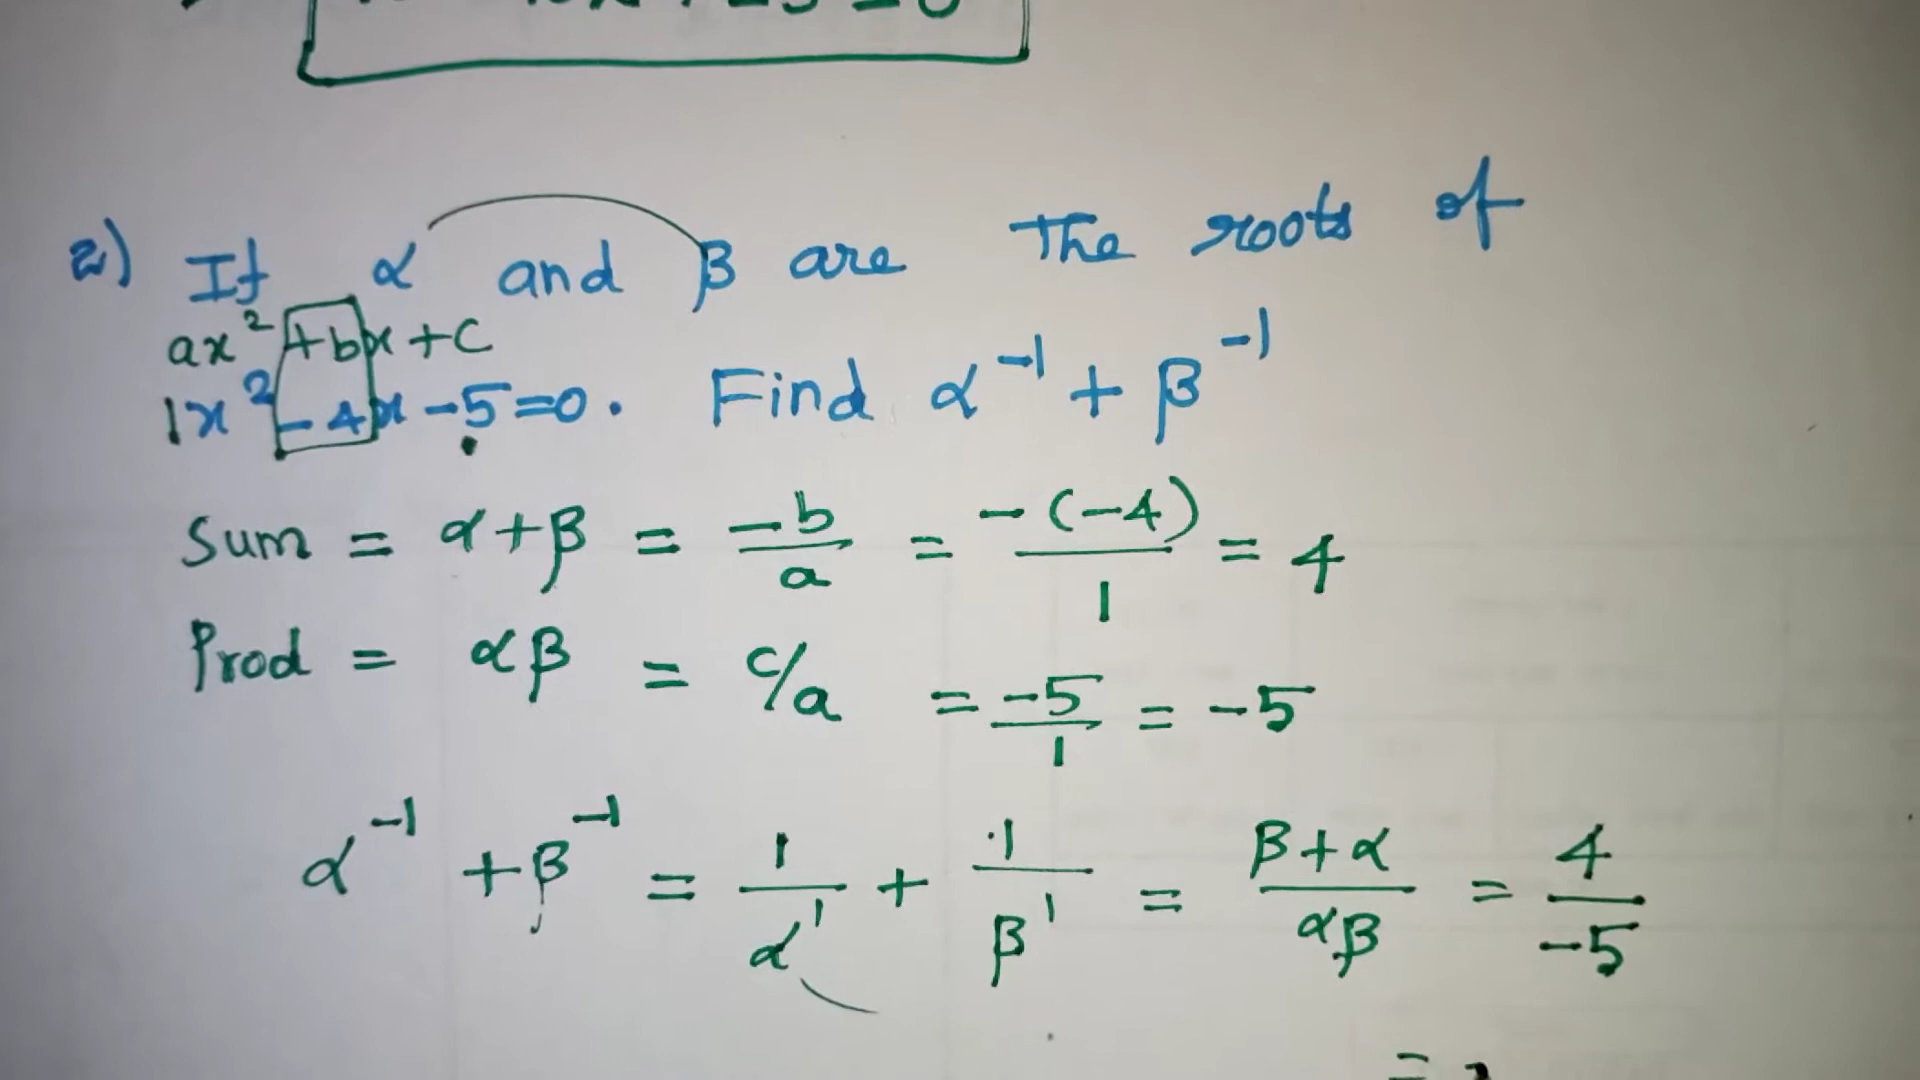 2) If α and β are the roots of
ax² + bx + c
1x² - 4x - 5 = 0. Find α⁻¹ + β⁻¹
Sum = α + β = -b/a = -(-4)/1 = 4
Prod = αβ = c/a = -5/1 = -5
α⁻¹ + β⁻¹ = 1/α¹ + 1/β¹ = β+α/αβ = 4/-5
=